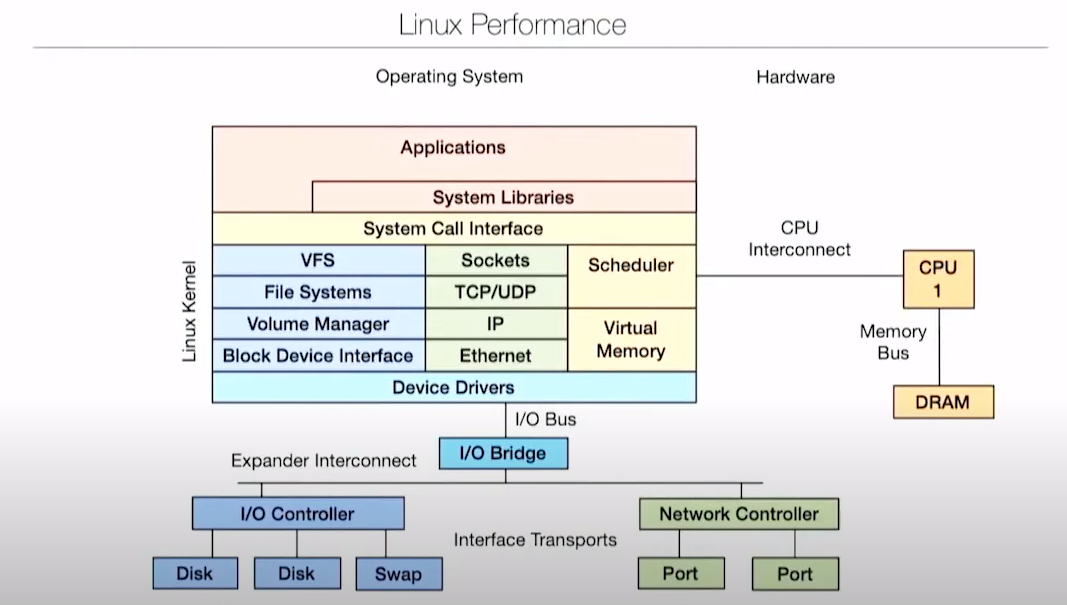 Linux Performance
Operating System
Hardware
Applications
System Libraries
System Call Interface
Linux Kernel
VFS
Sockets
Scheduler
File Systems
TCP/UDP
Volume Manager
IP
Virtual
Memory
Block Device Interface
Ethernet
Device Drivers
CPU
Interconnect
CPU
1
Memory
Bus
DRAM
I/O Bus
I/O Bridge
Expander Interconnect
I/O Controller
Network Controller
Interface Transports
Disk
Disk
Swap
Port
Port